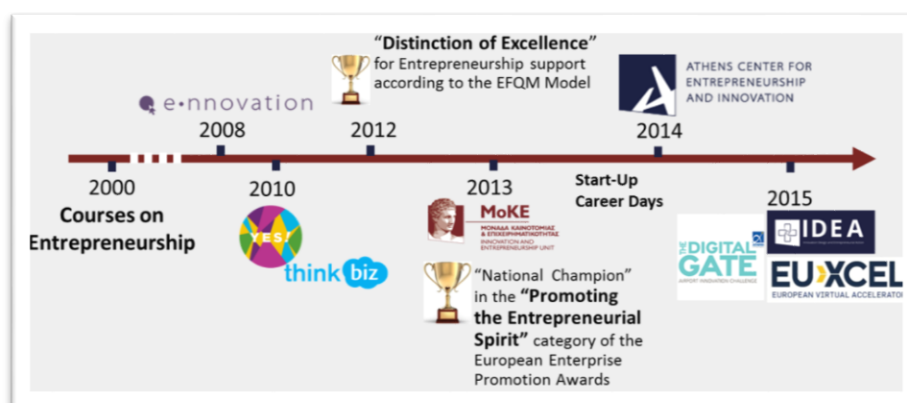 “Distinction of Excellence”
for Entrepreneurship support
according to the EFQM Model
ATHENS CENTER FOR
ENTREPRENEURSHIP
AND INNOVATION
e•nnovation
2008
2012
2014
2000
Courses on
Entrepreneurship
2010
YES!
think biz
2013
MoKE
ΜΟΝΑΔΑ ΚΑΙΝΟΤΟΜΙΑΣ
& ΕΠΙΧΕΙΡΗΜΑΤΙΚΟΤΗΤΑΣ
INNOVATION AND
ENTREPRENEURSHIP UNIT
“National Champion”
in the “Promoting
the Entrepreneurial
Spirit” category of the
European Enterprise
Promotion Awards
Start-Up
Career Days
2015
THE DIGITAL
GATE
AIRPORT INNOVATION CHALLENGE
IDEA
EU XCEL
EUROPEAN VIRTUAL ACCELERATOR